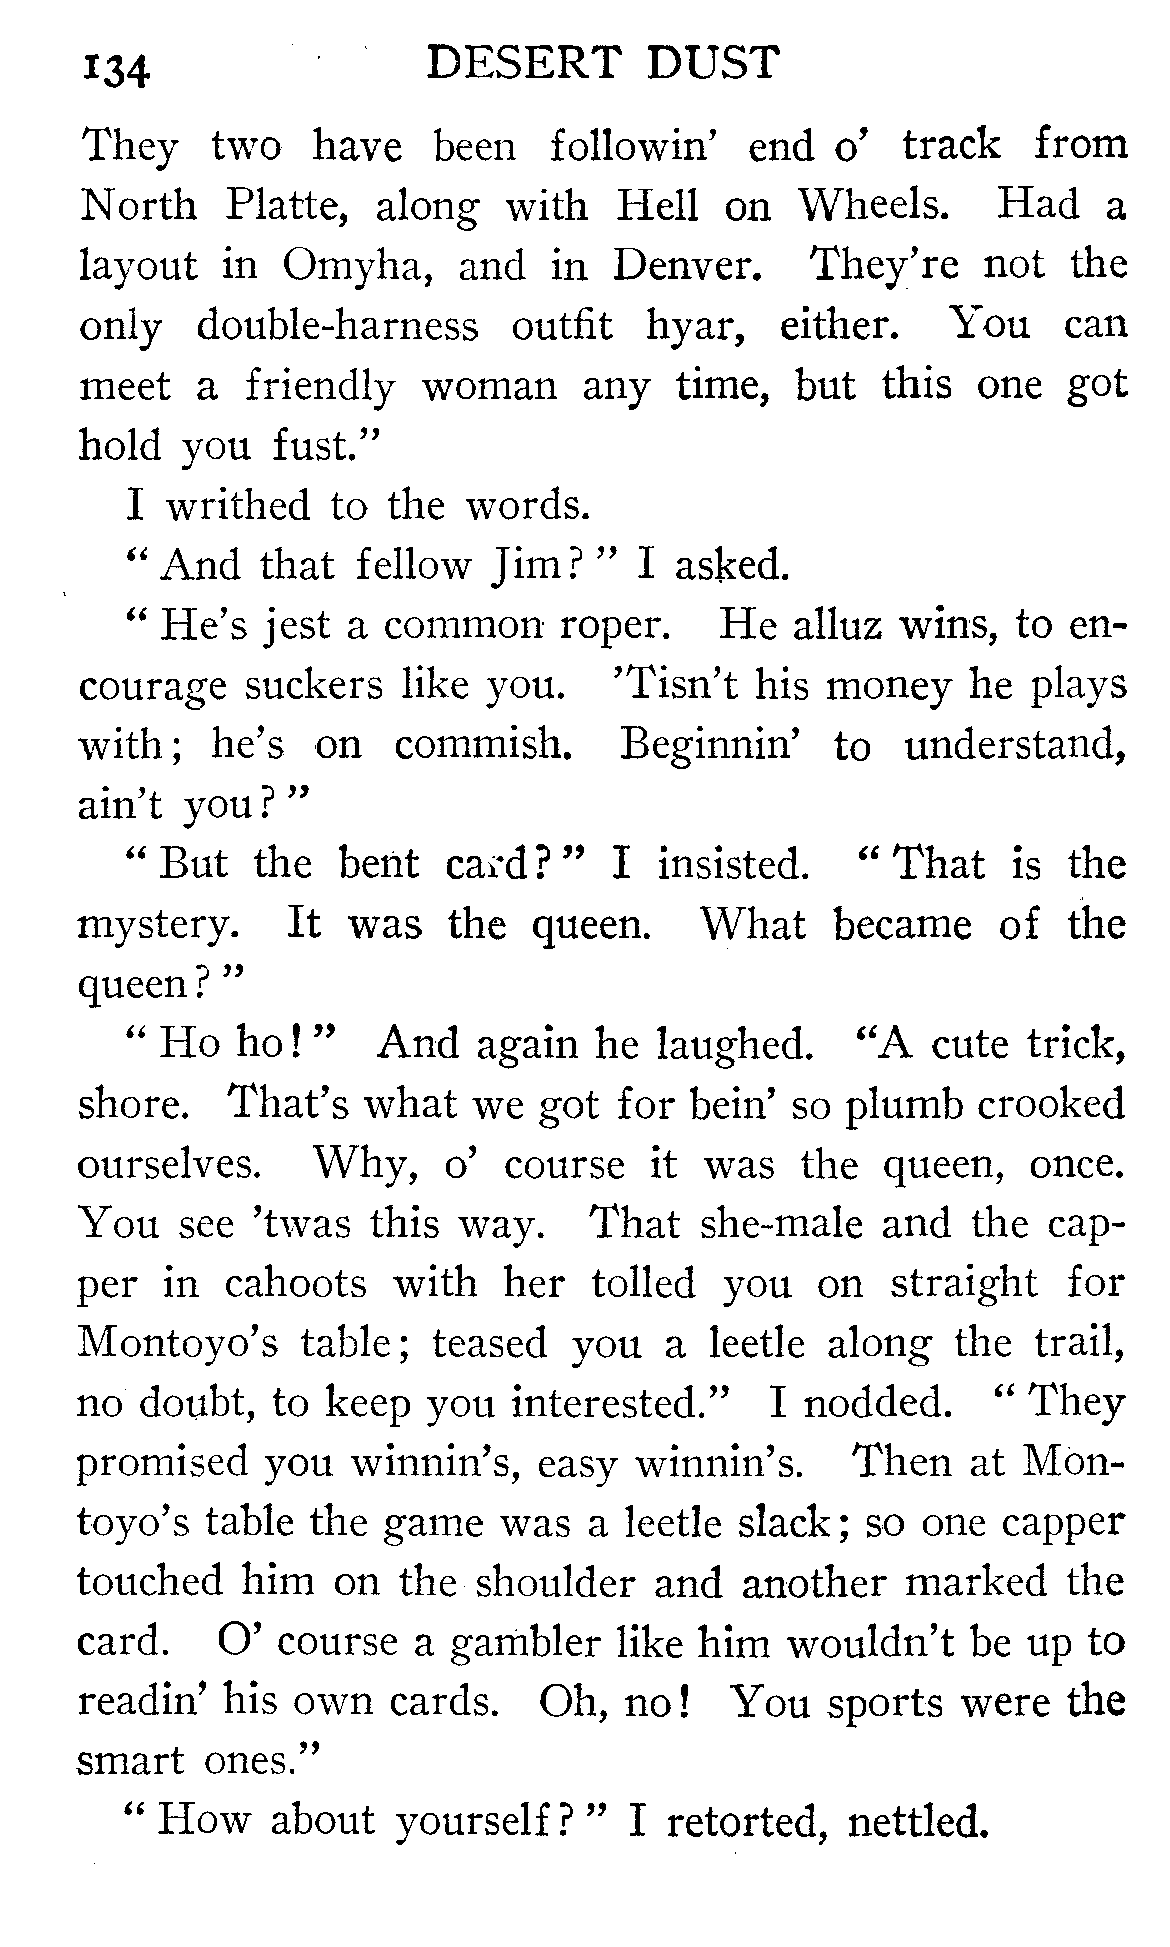 134 DESERT DUST
They two have been followin’ end o’ track from
North Platte, along with Hell on Wheels. Had a
layout in Omyha, and in Denver. They’re not the
only double-harness outfit hyar, either. You can
meet a friendly woman any time, but this one got
hold you fust.”
I writhed to the words.
“And that fellow Jim?” I asked.
“He’s jest a common roper. He alluz wins, to en-
courage suckers like you. ’Tisn’t his money he plays
with; he’s on commish. Beginnin’ to understand,
ain’t you?”
“But the bent card?” I insisted. “That is the
mystery. It was the queen. What became of the
queen?”
“Ho ho!” And again he laughed. “A cute trick,
shore. That’s what we got for bein’ so plumb crooked
ourselves. Why, o’ course it was the queen, once.
You see ’twas this way. That she-male and the cap-
per in cahoots with her tolled you on straight for
Montoyo’s table; teased you a leetle along the trail,
no doubt, to keep you interested.” I nodded. “They
promised you winnin’s, easy winnin’s. Then at Mon-
toyo’s table the game was a leetle slack; so one capper
touched him on the shoulder and another marked the
card. O’ course a gambler like him wouldn’t be up to
readin’ his own cards. Oh, no! You sports were the
smart ones.”
“How about yourself?” I retorted, nettled.